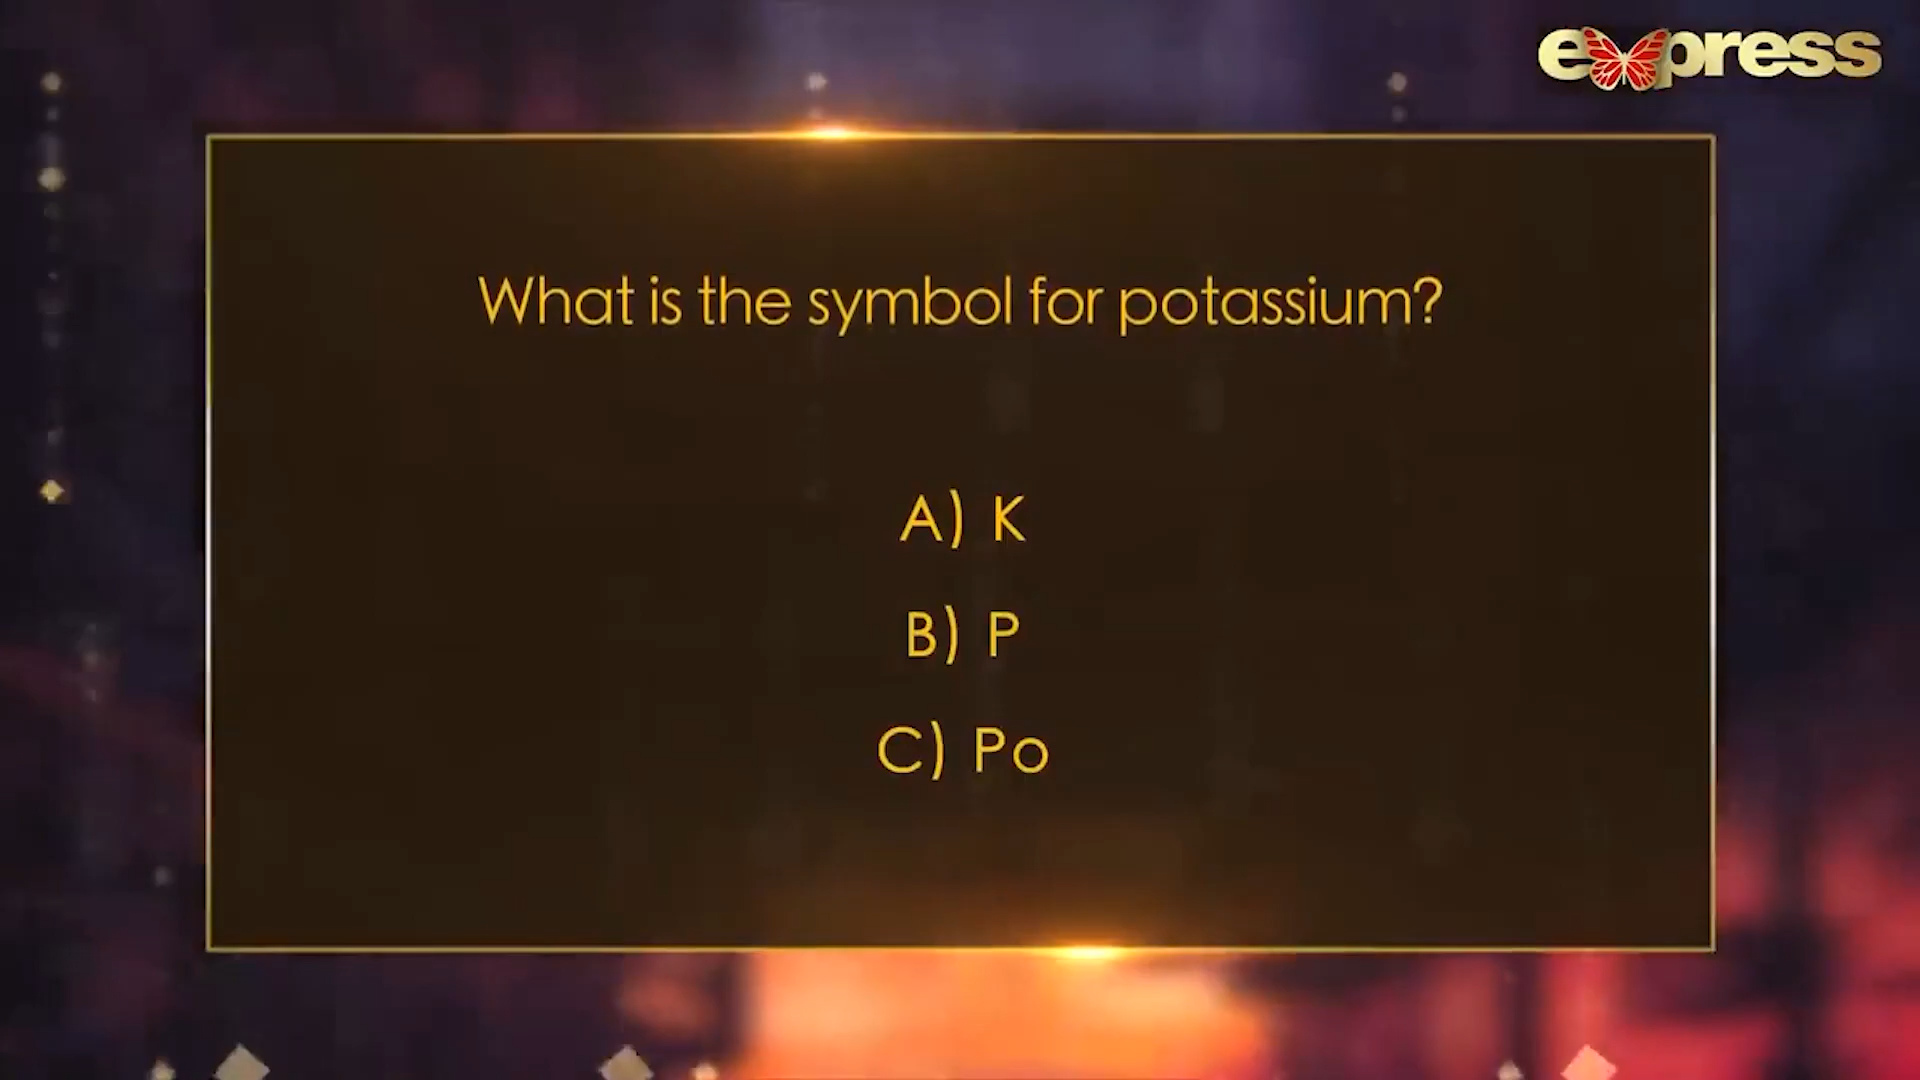 express
What is the symbol for potassium?
A) K
B) P
C) Po